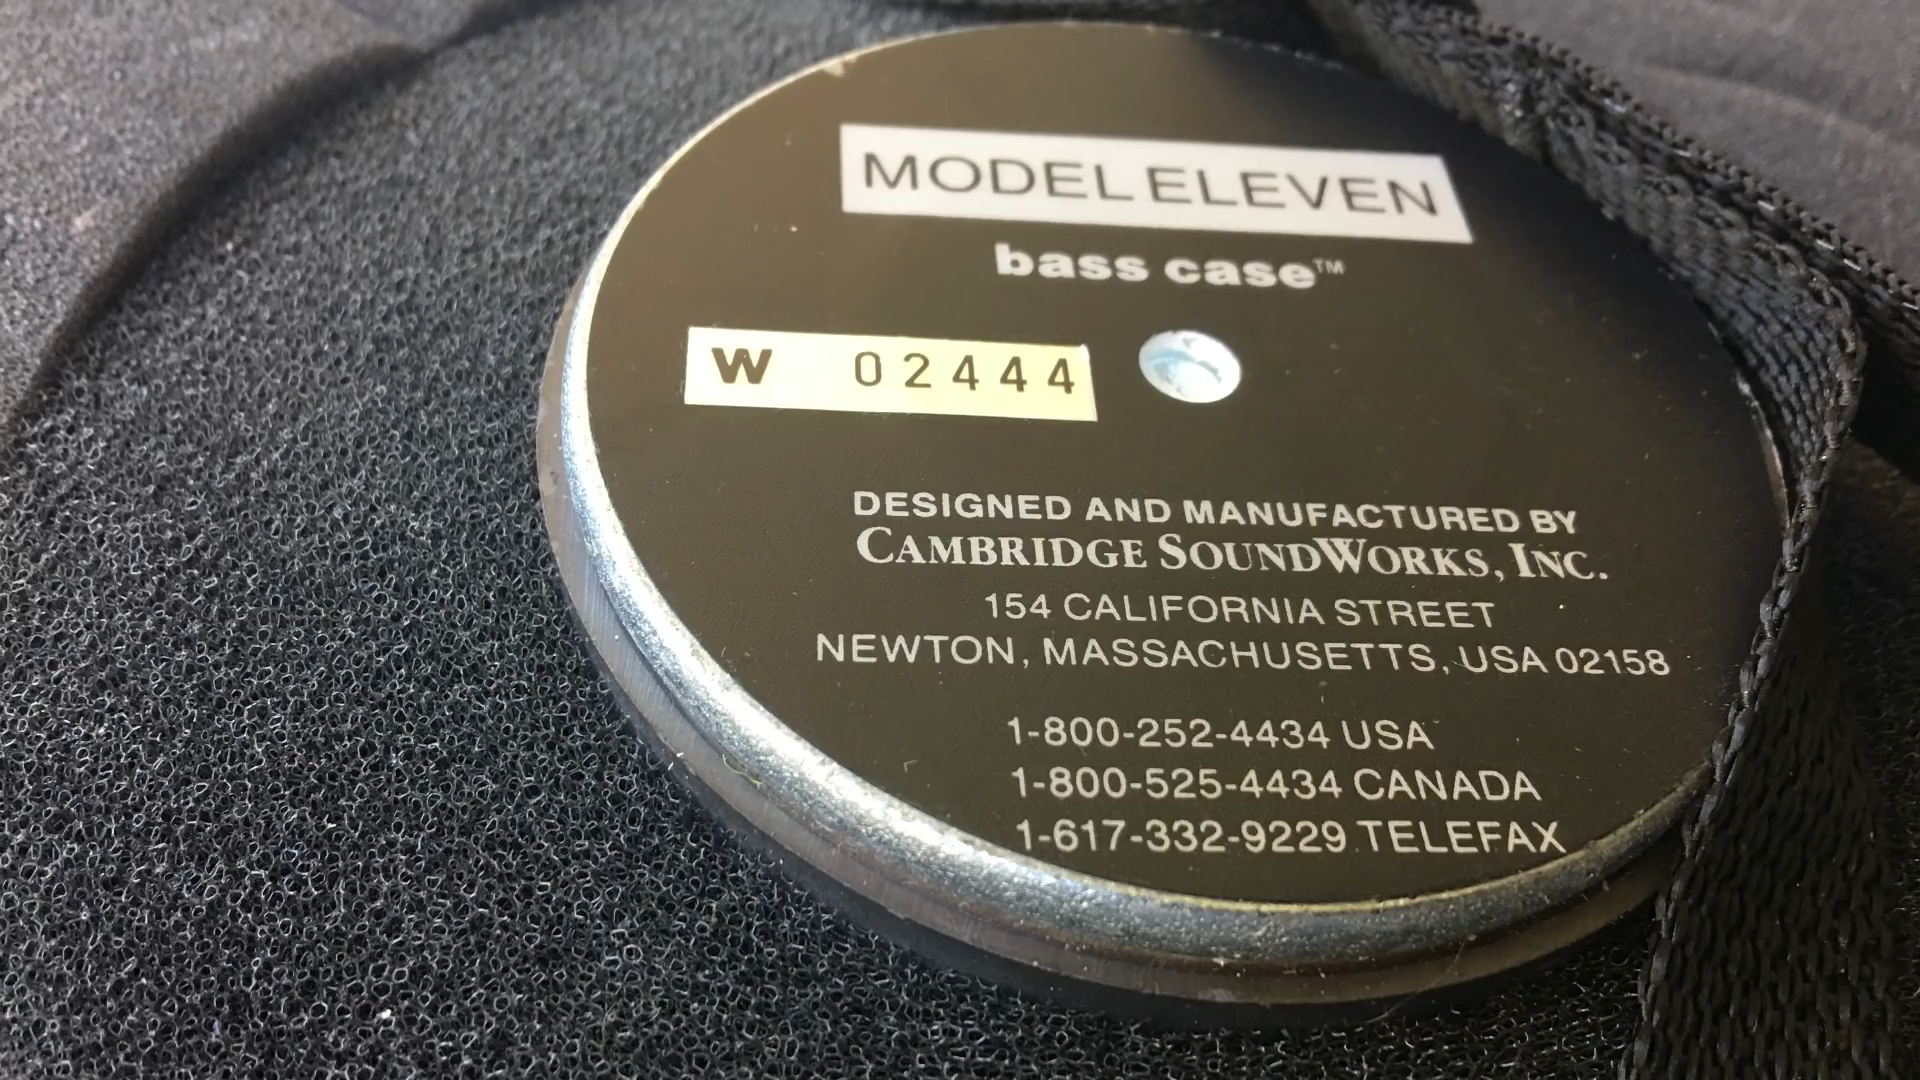 MODEL ELEVEN
bass case™
W 02444
DESIGNED AND MANUFACTURED BY
CAMBRIDGE SOUNDWORKS, INC.
154 CALIFORNIA STREET
NEWTON, MASSACHUSETTS, USA 02158
1-800-252-4434 USA
1-800-525-4434 CANADA
1-617-332-9229 TELEFAX